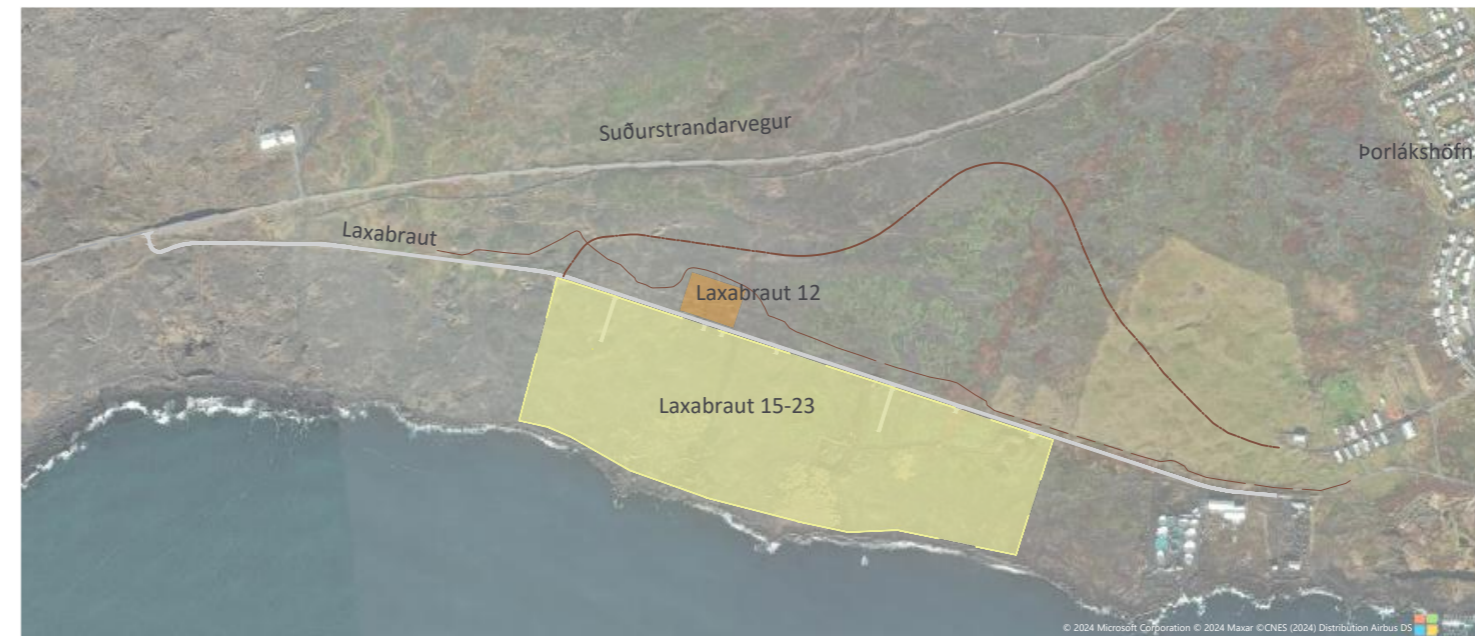 Suðurstrandarvegur
Þorlákshöfn
Laxabraut
Laxabraut 12
Laxabraut 15-23
© 2024 Microsoft Corporation © 2024 Maxar ©CNES (2024) Distribution Airbus DS